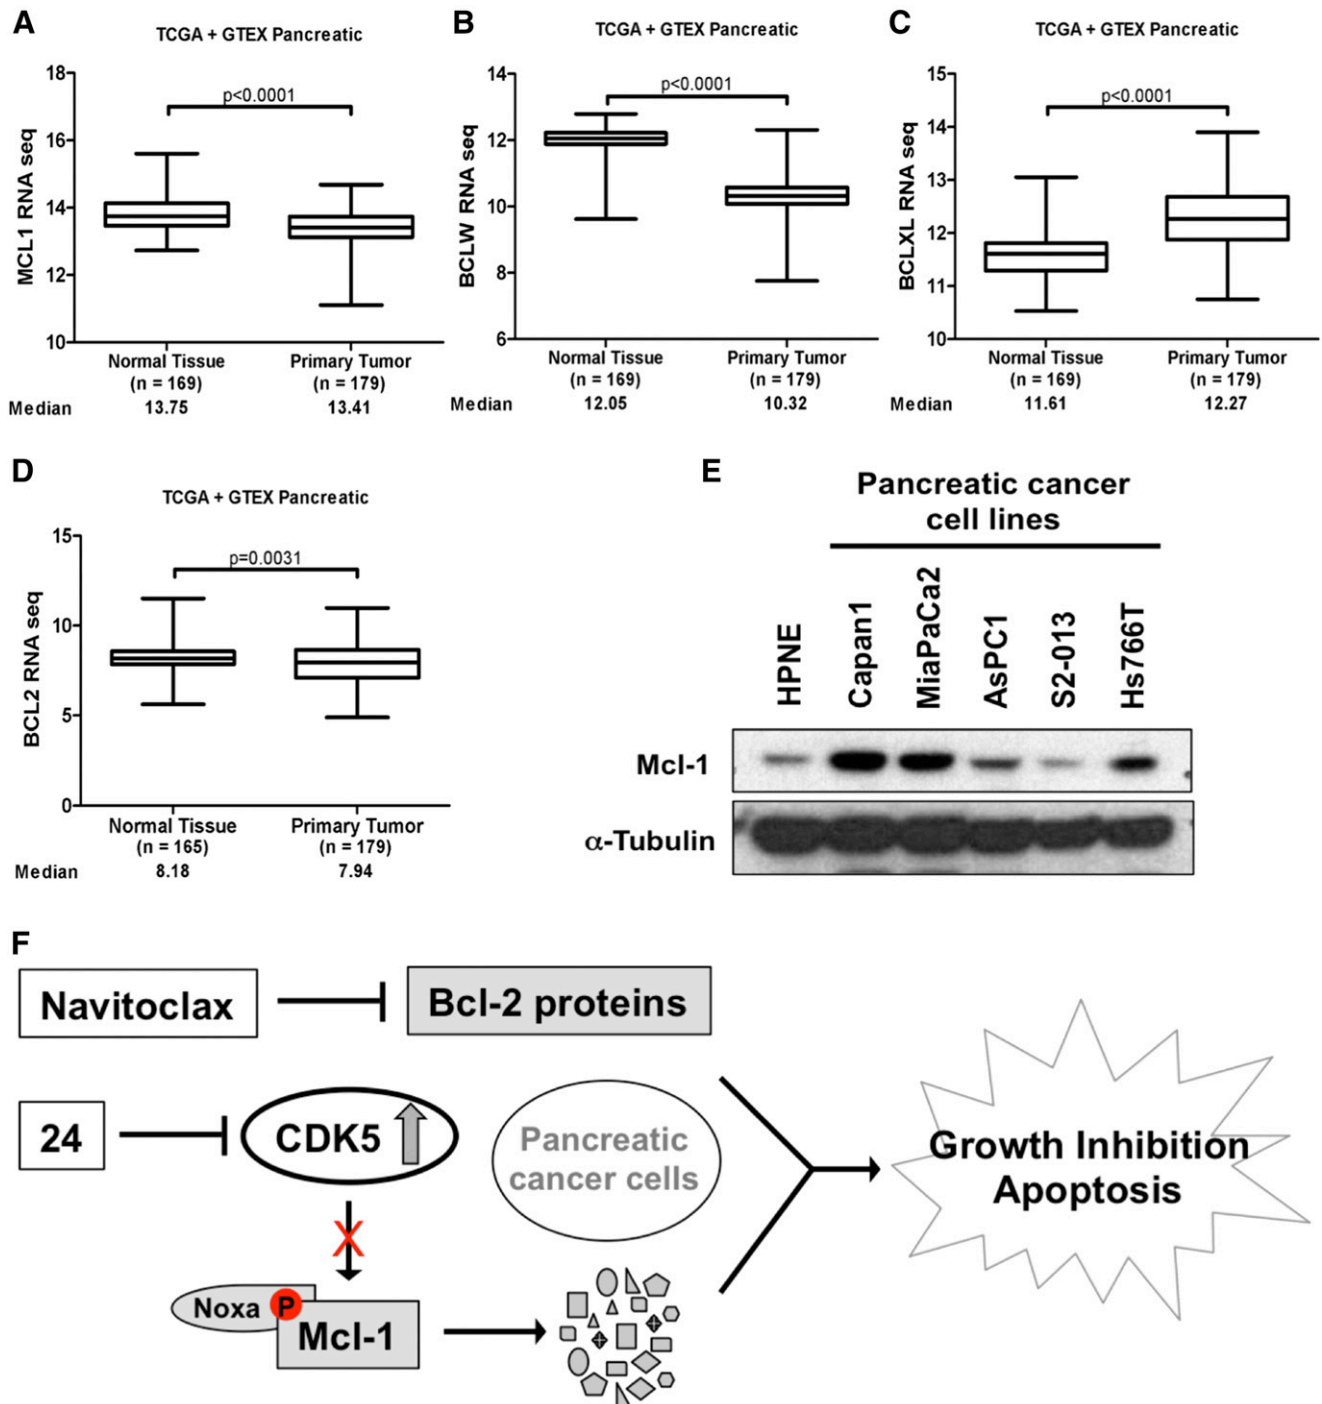 A
TCGA + GTEX Pancreatic
MCL1 RNA seq
18
16
14
12
10
p<0.0001
Normal Tissue
(n = 169)
Primary Tumor
(n = 179)
Median
13.75
13.41
B
TCGA + GTEX Pancreatic
BCLW RNA seq
14
12
10
8
6
p<0.0001
Normal Tissue
(n = 169)
Primary Tumor
(n = 179)
Median
12.05
10.32
C
TCGA + GTEX Pancreatic
BCLXL RNA seq
15
14
13
12
11
10
p<0.0001
Normal Tissue
(n = 169)
Primary Tumor
(n = 179)
Median
11.61
12.27
D
TCGA + GTEX Pancreatic
BCL2 RNA seq
15
10
5
0
p=0.0031
Normal Tissue
(n = 165)
Primary Tumor
(n = 179)
Median
8.18
7.94
E
Pancreatic cancer
cell lines
HPNE
Capan1
MiaPaCa2
AsPC1
S2-013
Hs766T
Mcl-1
α-Tubulin
F
Navitoclax
Bcl-2 proteins
24
CDK5
Pancreatic
cancer cells
Growth Inhibition
Apoptosis
X
Noxa
P
Mcl-1